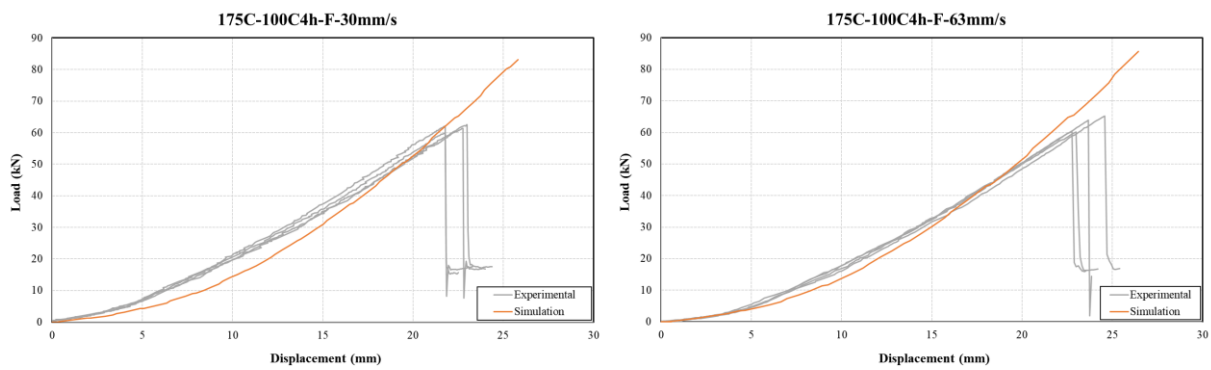 175C-100C4h-F-30mm/s
90
80
70
60
50
40
30
20
10
0
Load (kN)
0 5 10 15 20 25 30
Displacement (mm)
Experimental
Simulation
175C-100C4h-F-63mm/s
90
80
70
60
50
40
30
20
10
0
Load (kN)
0 5 10 15 20 25 30
Displacement (mm)
Experimental
Simulation